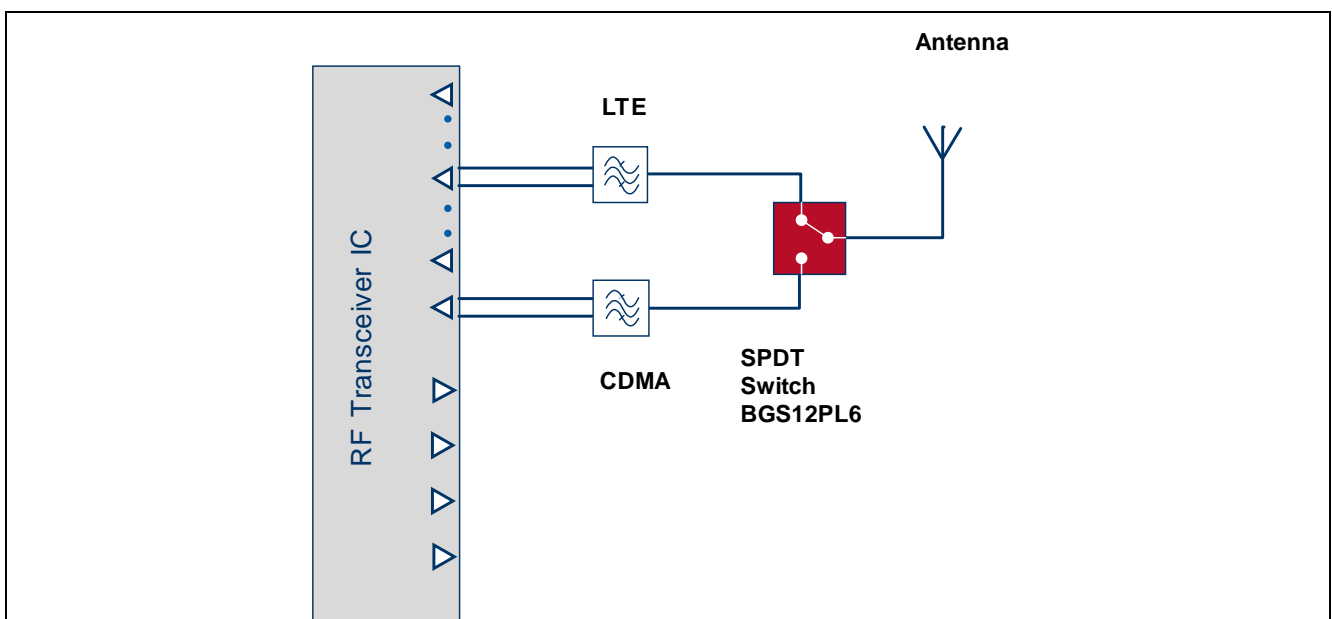 Antenna
LTE
RF Transceiver IC
CDMA
SPDT
Switch
BGS12PL6